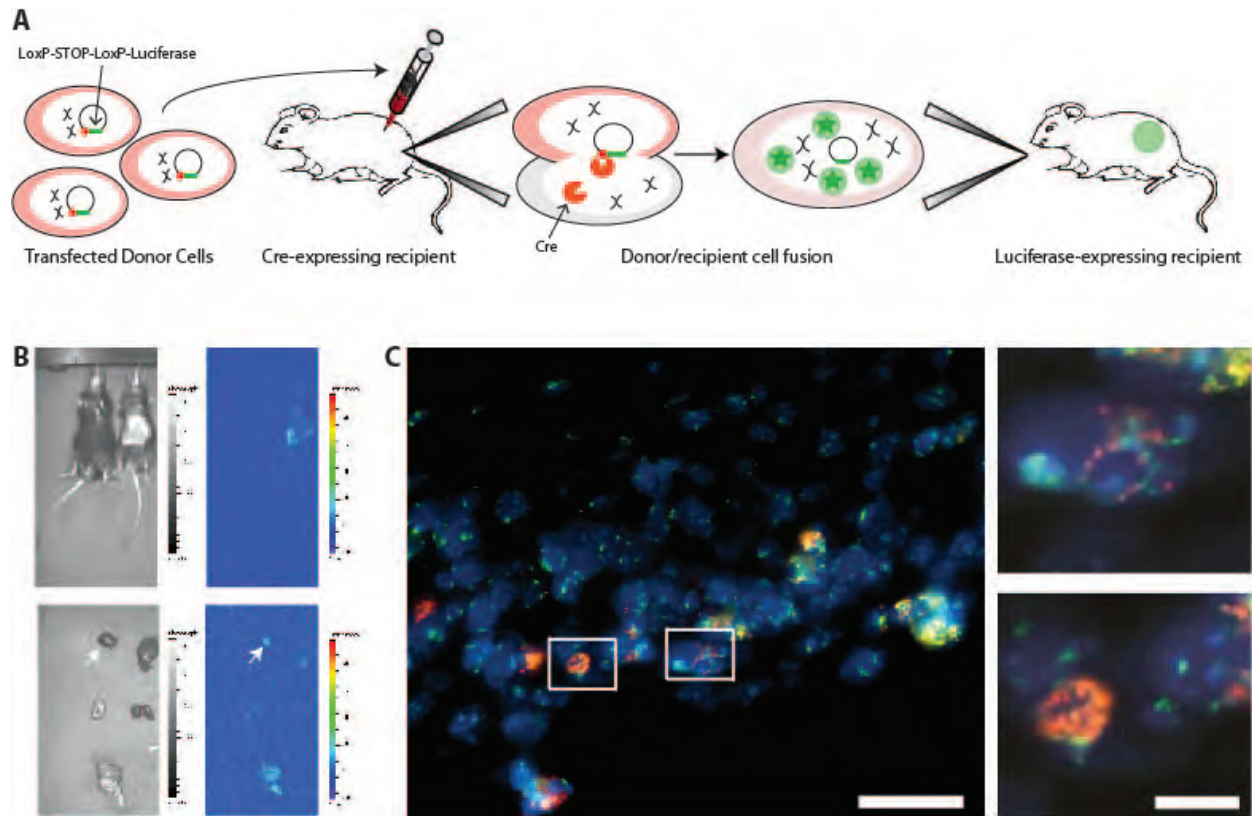 A
LoxP-STOP-LoxP-Luciferase
Cre
Transfected Donor Cells
Cre-expressing recipient
Donor/recipient cell fusion
Luciferase-expressing recipient
B
C